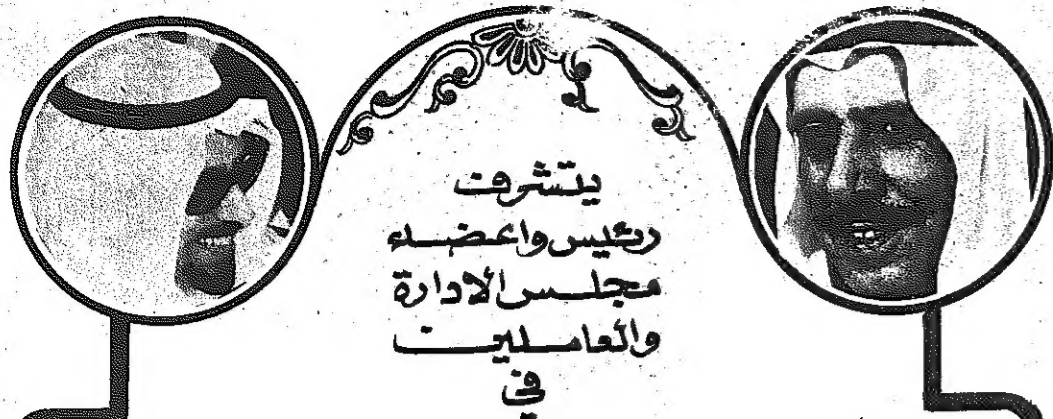 يتشرف
رئيس واعضاء
مجلس الادارة
والعاملين
في